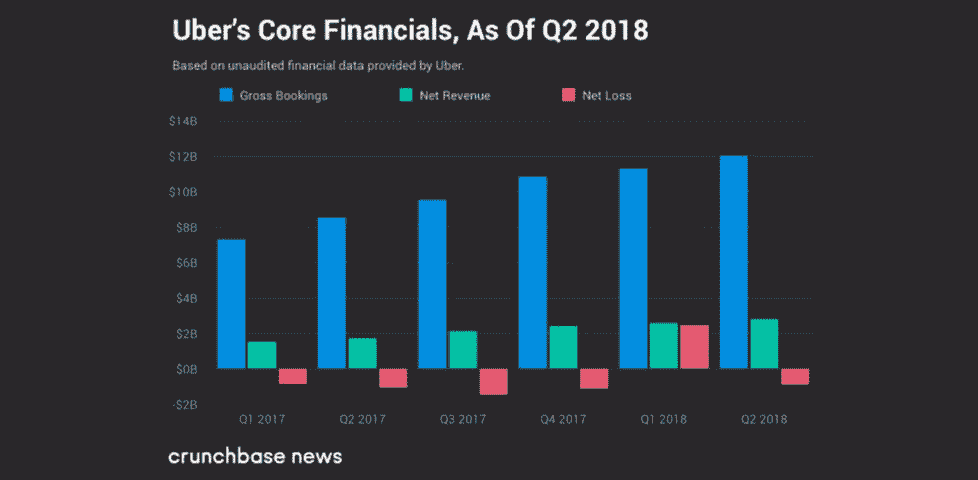 Uber's Core Financials, As Of Q2 2018
Based on unaudited financial data provided by Uber.
Gross Bookings Net Revenue Net Loss
$14B
$12B
$10B
$8B
$6B
$4B
$2B
$0B
-$2B
Q1 2017 Q2 2017 Q3 2017 Q4 2017 Q1 2018 Q2 2018
crunchbase news